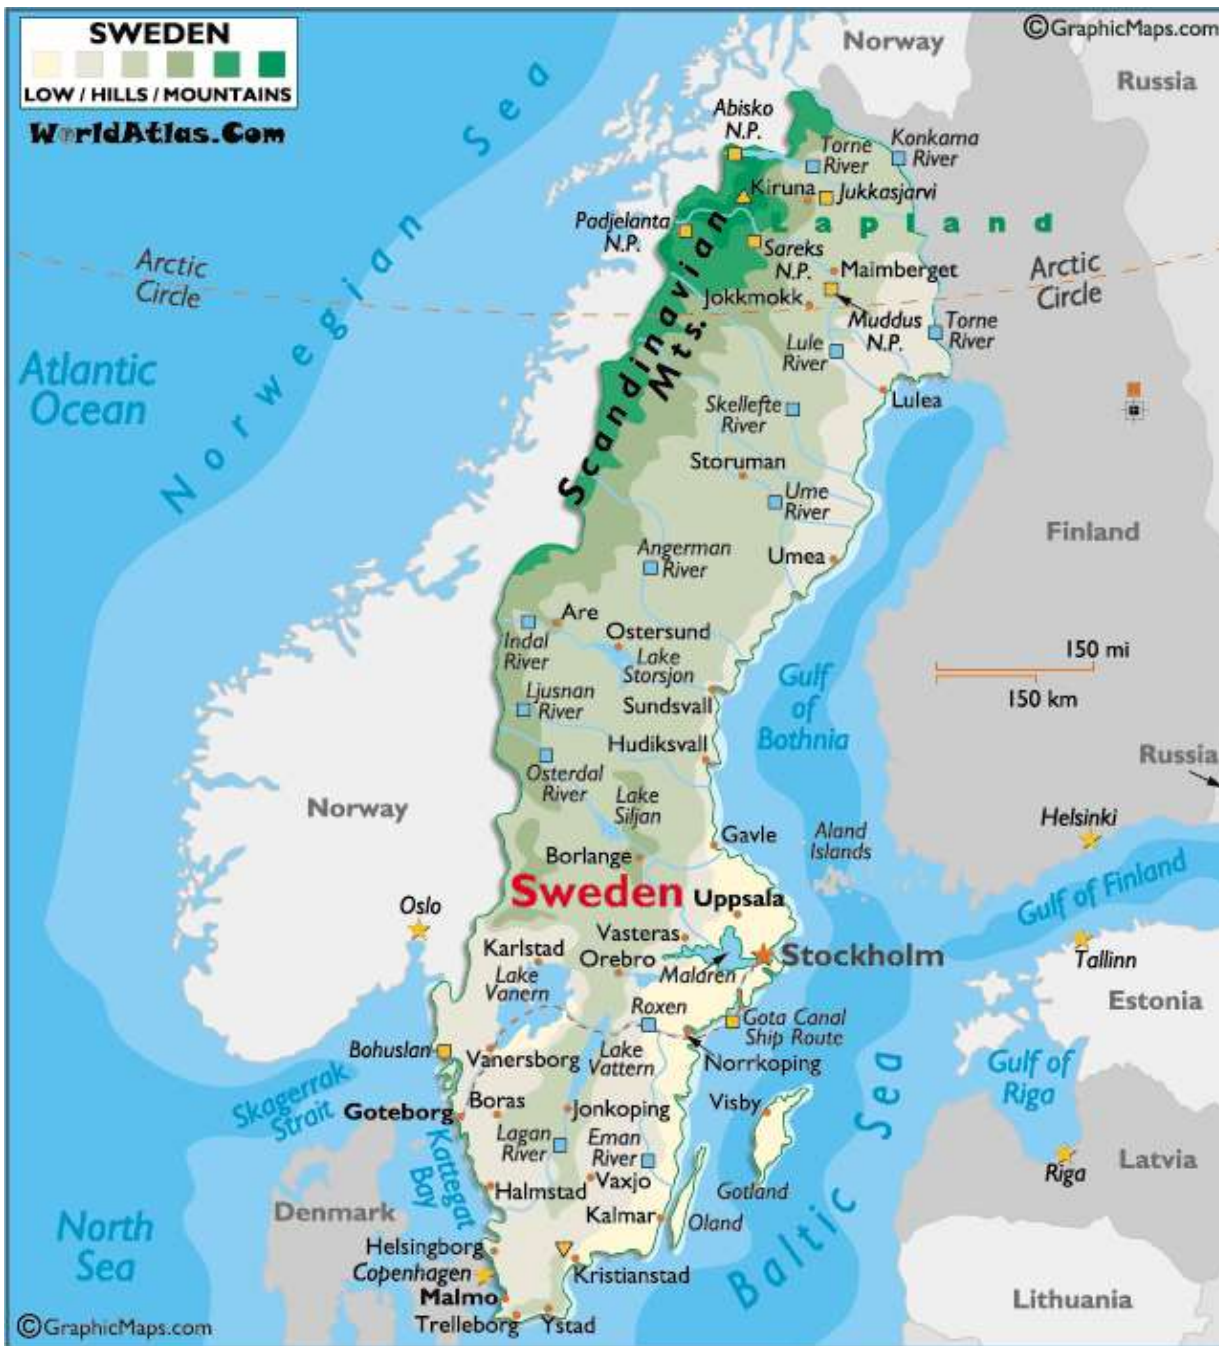 SWEDEN
LOW / HILLS / MOUNTAINS
WorldAtlas.Com
©GraphicMaps.com
Norway
Russia
Norwegian Sea
Abisko
N.P.
Torne
River
Konkama
River
Kiruna
Jukkasjarvi
Padjelanta
N.P.
Lapland
Sareks
N.P.
Arctic
Circle
Maimberget
Arctic
Circle
Jokkmokk
Muddus
N.P.
Torne
River
Scandinavian
Mts.
Lule
River
Atlantic
Ocean
Lulea
Skellefte
River
Storuman
Ume
River
Finland
Angerman
River
Umea
Are
Indal
River
Ostersund
Lake
Storsjon
150 mi
150 km
Gulf
of
Bothnia
Ljusnan
River
Sundsvall
Hudiksvall
Osterdal
River
Lake
Siljan
Russia
Norway
Helsinki
Gavle
Aland
Islands
Borlange
Gulf of Finland
Sweden
Uppsala
Oslo
Vasteras
Karlstad
Orebro
Malaren
Stockholm
Tallinn
Lake
Vanern
Roxen
Gota Canal
Ship Route
Estonia
Bohuslan
Vanersborg
Lake
Vattern
Norrkoping
Gulf of
Riga
Skagerrak
Strait
Goteborg
Boras
Jonkoping
Visby
Baltic Sea
Kattegat
Bay
Lagan
River
Eman
River
Riga
Latvia
Halmstad
Vaxjo
Gotland
Denmark
Kalmar
Oland
North
Sea
Helsingborg
Copenhagen
Kristianstad
Malmo
Lithuania
Trelleborg
Ystad
©GraphicMaps.com